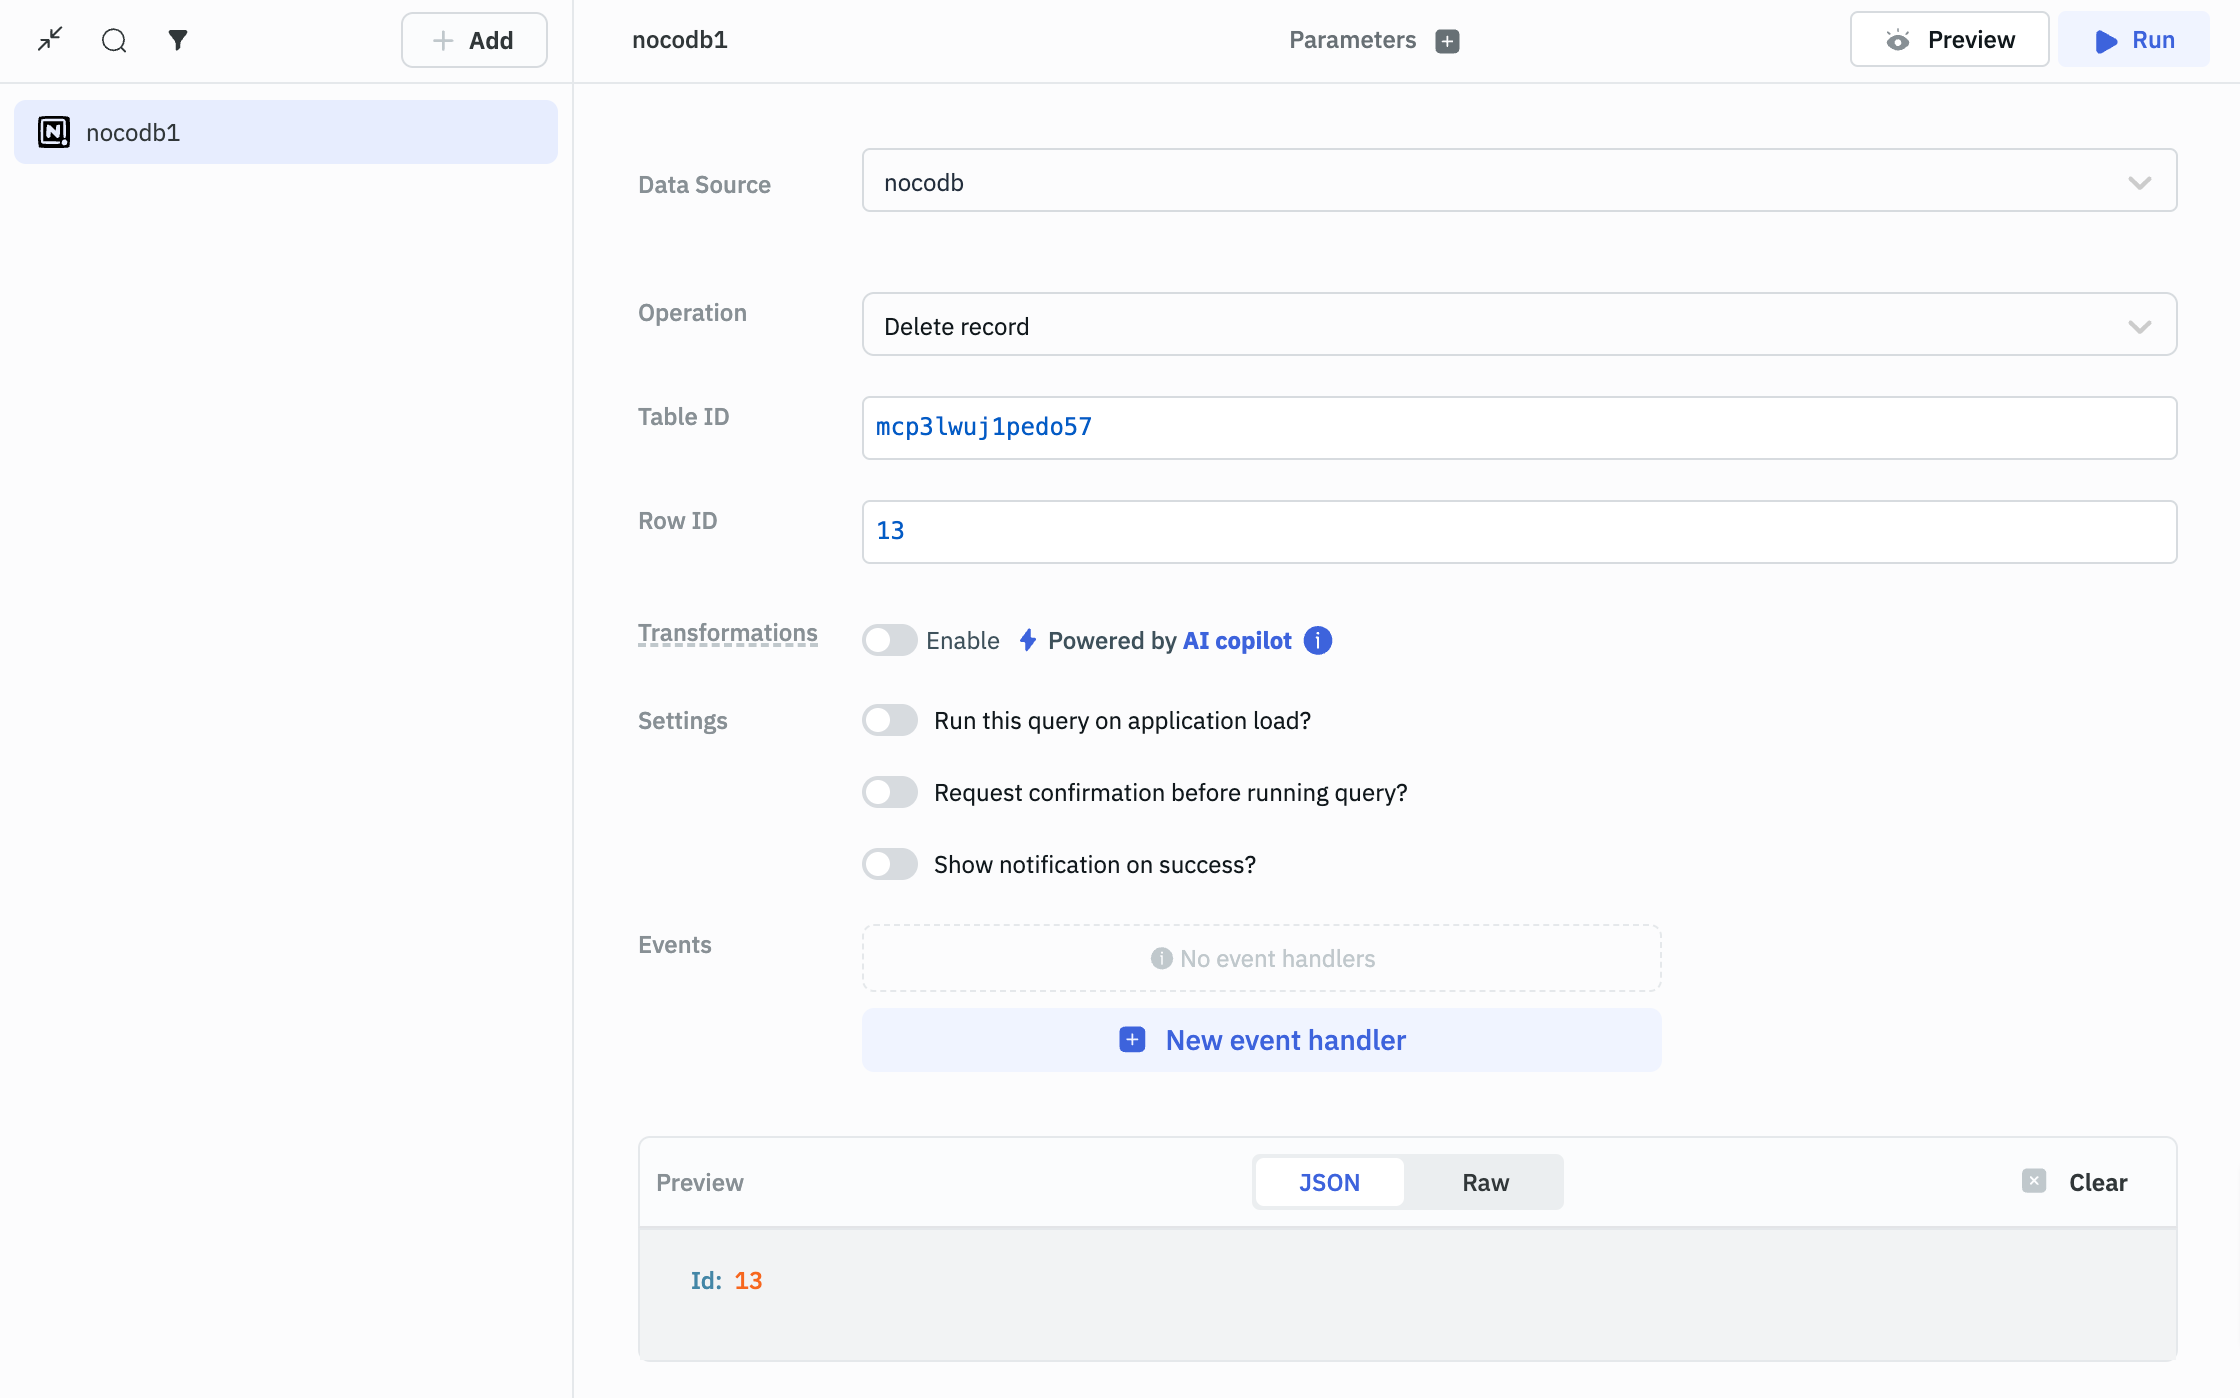 Add
nocodb1
Parameters
Preview
Run
nocodb1
Data Source
nocodb
Operation
Delete record
Table ID
mcp3lwuj1pedo57
Row ID
13
Transformations
Enable
Powered by AI copilot
Settings
Run this query on application load?
Request confirmation before running query?
Show notification on success?
Events
No event handlers
New event handler
Preview
JSON
Raw
Clear
Id: 13